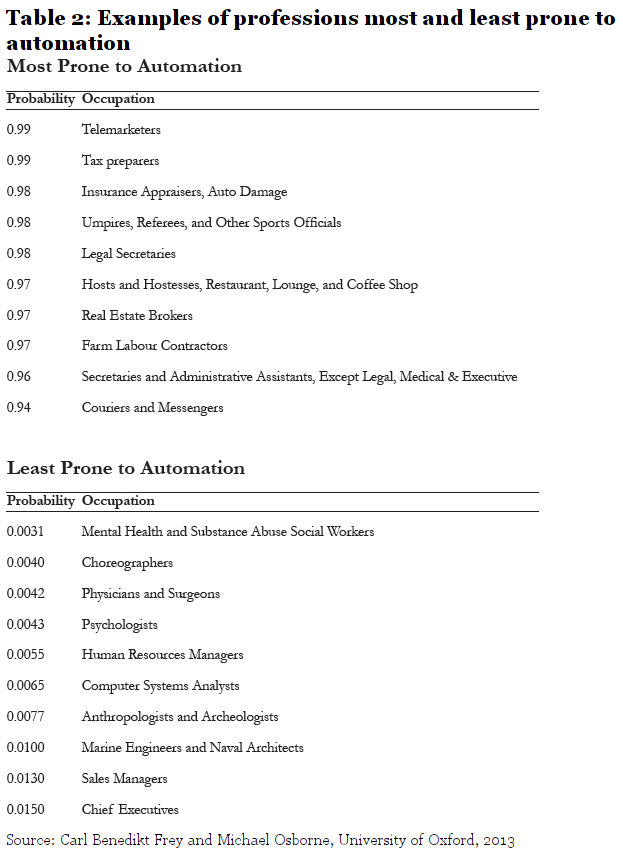 Table 2: Examples of professions most and least prone to
automation
Most Prone to Automation
Probability Occupation
0.99 Telemarketers
0.99 Tax preparers
0.98 Insurance Appraisers, Auto Damage
0.98 Umpires, Referees, and Other Sports Officials
0.98 Legal Secretaries
0.97 Hosts and Hostesses, Restaurant, Lounge, and Coffee Shop
0.97 Real Estate Brokers
0.97 Farm Labour Contractors
0.96 Secretaries and Administrative Assistants, Except Legal, Medical & Executive
0.94 Couriers and Messengers
Least Prone to Automation
Probability Occupation
0.0031 Mental Health and Substance Abuse Social Workers
0.0040 Choreographers
0.0042 Physicians and Surgeons
0.0043 Psychologists
0.0055 Human Resources Managers
0.0065 Computer Systems Analysts
0.0077 Anthropologists and Archeologists
0.0100 Marine Engineers and Naval Architects
0.0130 Sales Managers
0.0150 Chief Executives
Source: Carl Benedikt Frey and Michael Osborne, University of Oxford, 2013